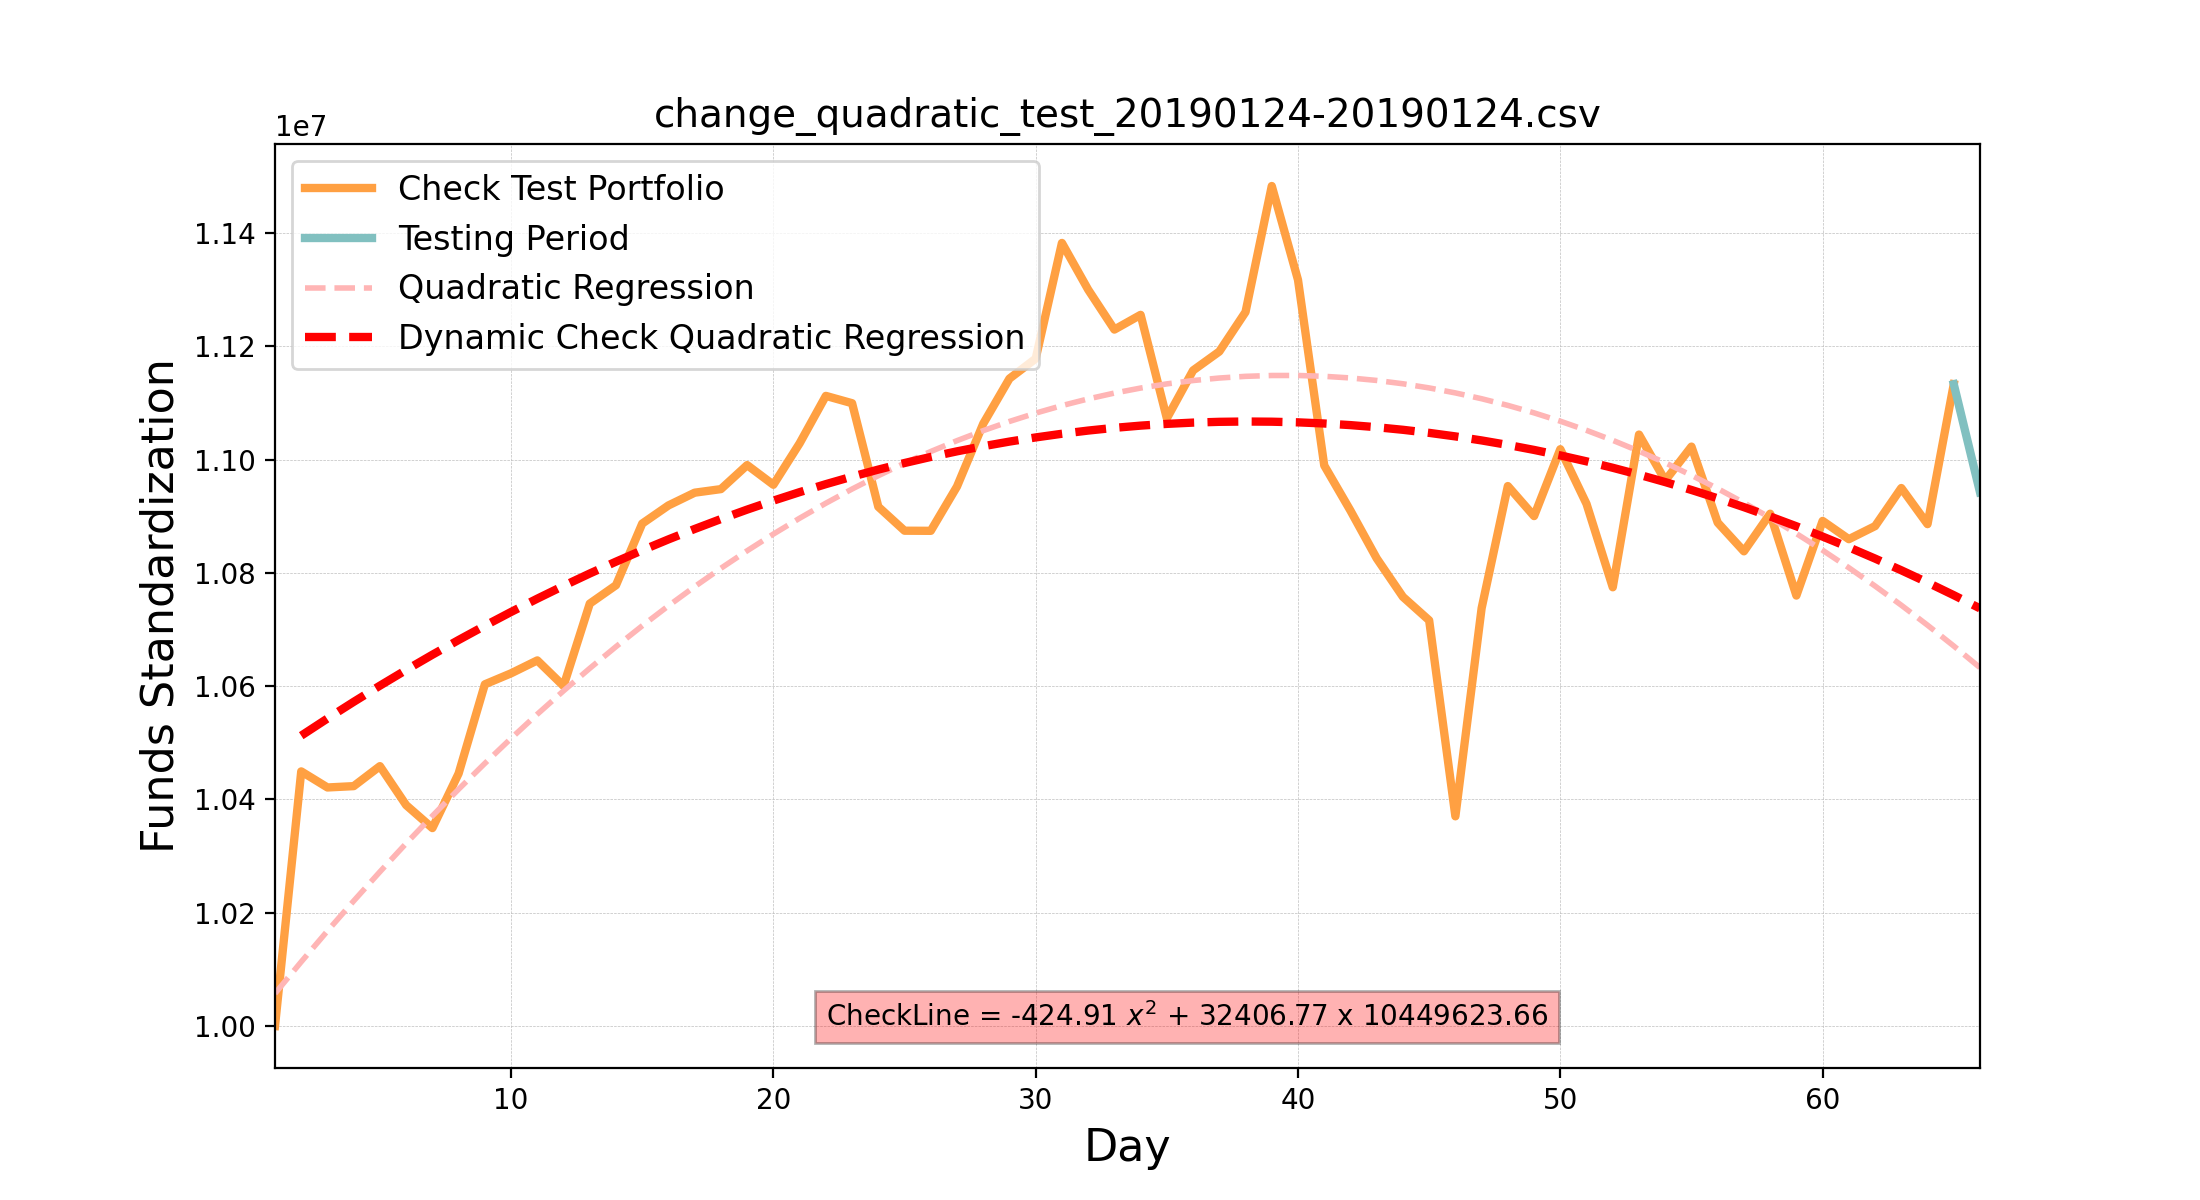 change_quadratic_test_20190124-20190124.csv
1e7
Check Test Portfolio
Testing Period
Quadratic Regression
Dynamic Check Quadratic Regression
1.14
1.12
1.10
1.08
1.06
1.04
1.02
1.00
Funds Standardization
CheckLine = -424.91 x² + 32406.77 x 10449623.66
10 20 30 40 50 60
Day